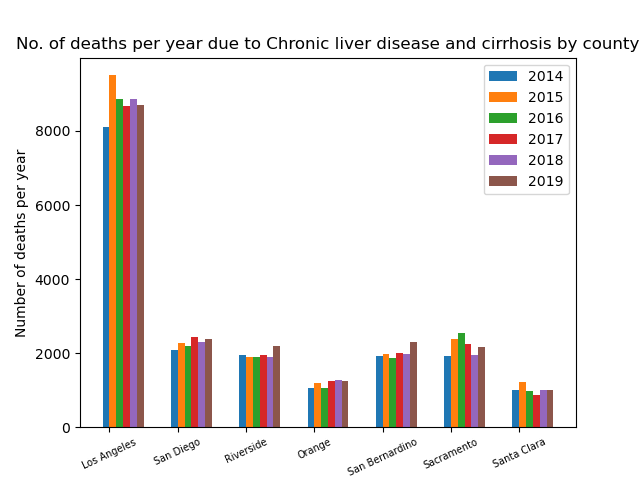 No. of deaths per year due to Chronic liver disease and cirrhosis by county
2014
2015
2016
2017
2018
2019
Number of deaths per year
8000
6000
4000
2000
0
Los Angeles
San Diego
Riverside
Orange
San Bernardino
Sacramento
Santa Clara